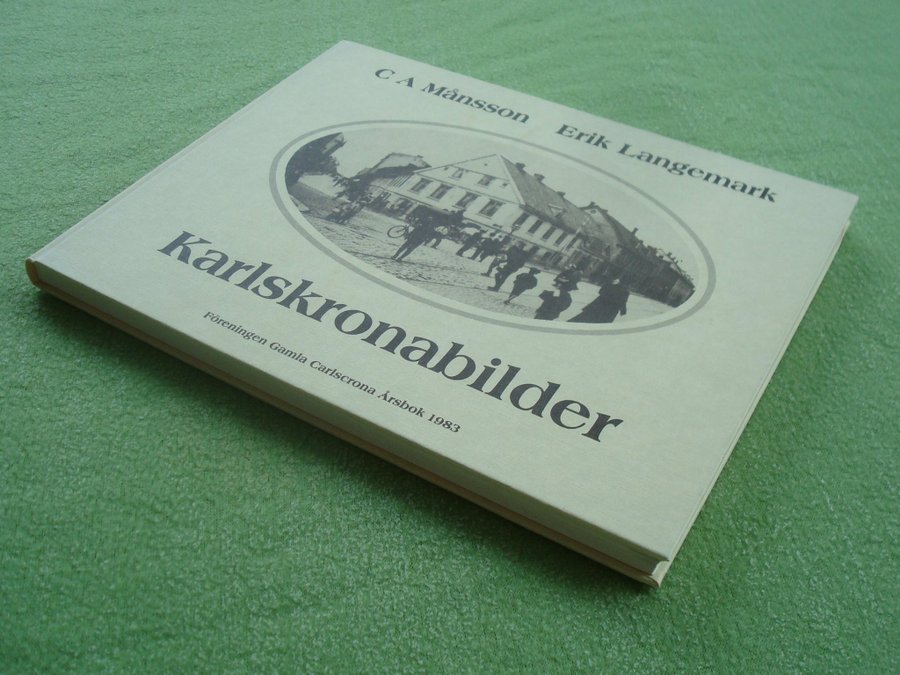 C A Månsson Erik Langemark
Karlskronabilder
Föreningen Gamla Carlscrona Årsbok 1983